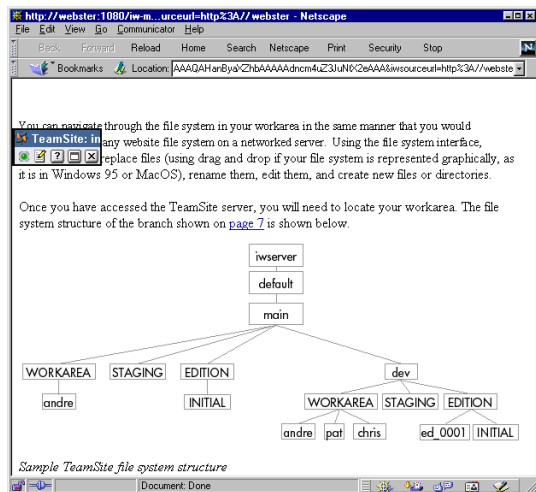 http://webster:1080/iw-m...urceurl=http%3A//webster - Netscape
File Edit View Go Communicator Help
Back Forward Reload Home Search Netscape Print Security Stop
N
Bookmarks Location:
You can navigate through the file system in your workarea in the same manner that you would
TeamSite: in any website file system on a networked server. Using the file system interface,
replace files (using drag and drop if your file system is represented graphically, as
it is in Windows 95 or MacOS), rename them, edit them, and create new files or directories.
Once you have accessed the TeamSite server, you will need to locate your workarea. The file
system structure of the branch shown on page 7 is shown below.
iwserver
default
main
WORKAREA STAGING EDITION dev
andre INITIAL WORKAREA STAGING EDITION
andre pat chris ed_0001 INITIAL
Sample TeamSite file system structure
Document: Done